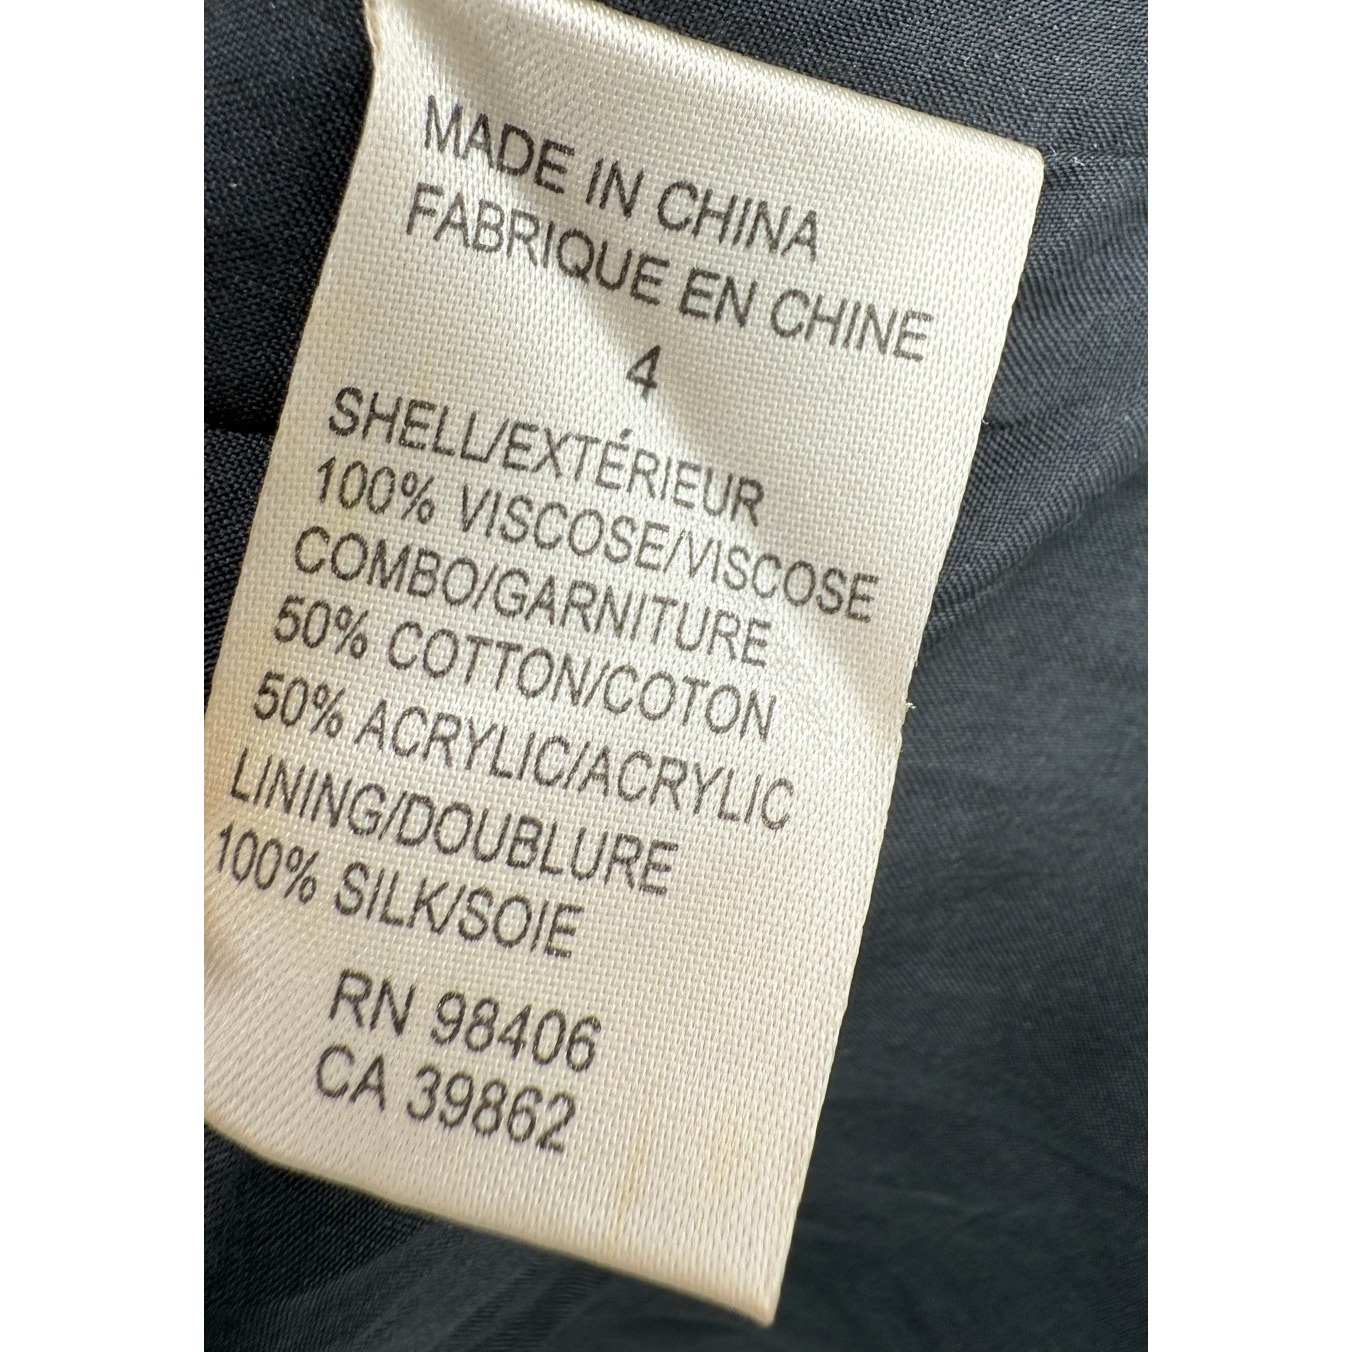 MADE IN CHINA
FABRIQUE EN CHINE
4
SHELL/EXTÉRIEUR
100% VISCOSE/VISCOSE
COMBO/GARNITURE
50% COTTON/COTON
50% ACRYLIC/ACRYLIC
LINING/DOUBLURE
100% SILK/SOIE
RN 98406
CA 39862